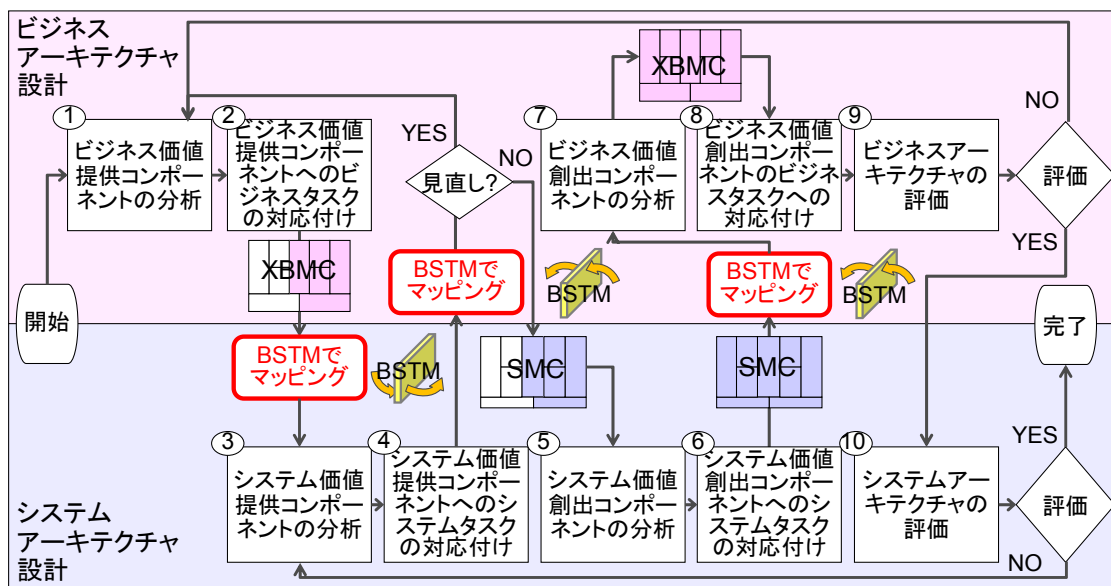 ビジネス
アーキテクチャ
設計
1
ビジネス価値
提供コンポー
ネントの分析
2
ビジネス価値
提供コンポー
ネントへのビ
ジネスタスク
の対応付け
YES
見直し?
NO
XBMC
7
ビジネス価値
創出コンポー
ネントの分析
8
ビジネス価値
創出コンポー
ネントのビジネ
スタスクへの
対応付け
9
ビジネスアー
キテクチャの
評価
NO
評価
YES
XBMC
BSTMで
マッピング
BSTM
BSTMで
マッピング
BSTM
開始
完了
BSTMで
マッピング
BSTM
SMC
SMC
3
システム価値
提供コンポー
ネントの分析
4
システム価値
提供コンポー
ネントへのシ
ステムタスク
の対応付け
5
システム価値
創出コンポー
ネントの分析
6
システム価値
創出コンポー
ネントへのシ
ステムタスク
の対応付け
10
システムアー
キテクチャの
評価
YES
評価
NO
システム
アーキテクチャ
設計